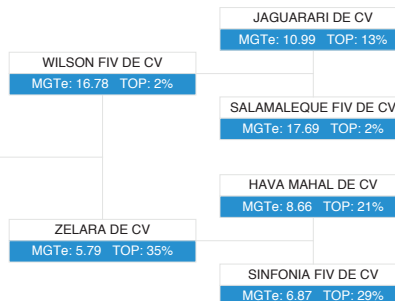 JAGUARARI DE CV
MGTe: 10.99 TOP: 13%
WILSON FIV DE CV
MGTe: 16.78 TOP: 2%
SALAMALEQUE FIV DE CV
MGTe: 17.69 TOP: 2%
HAVA MAHAL DE CV
MGTe: 8.66 TOP: 21%
ZELARA DE CV
MGTe: 5.79 TOP: 35%
SINFONIA FIV DE CV
MGTe: 6.87 TOP: 29%